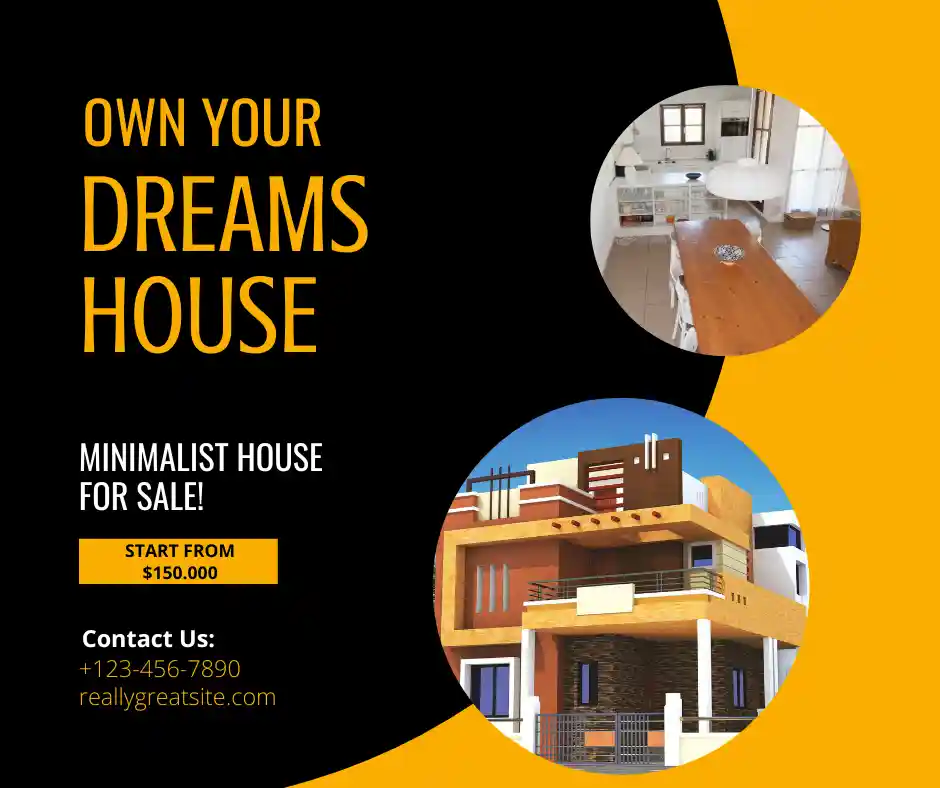 OWN YOUR
DREAMS
HOUSE
MINIMALIST HOUSE
FOR SALE!
START FROM
$150.000
Contact Us:
+123-456-7890
reallygreatsite.com